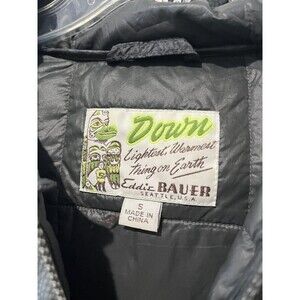 Down
Lightest, Warmest
Thing on Earth
Eddie BAUER
SEATTLE, U.S.A.
S
MADE IN
CHINA